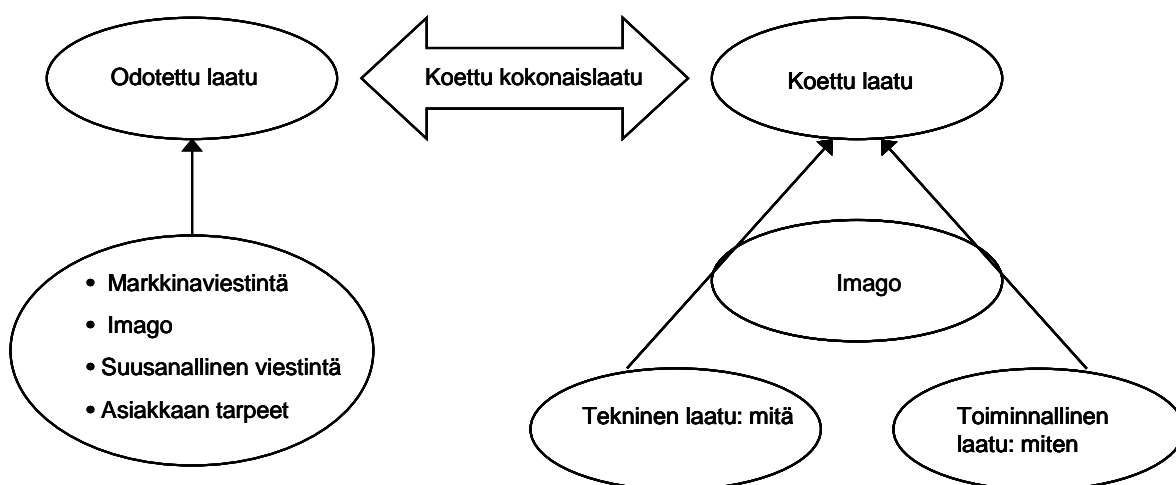 Odotettu laatu
Koettu kokonaislaatu
Koettu laatu
• Markkinaviestintä
• Imago
• Suusanallinen viestintä
• Asiakkaan tarpeet
Imago
Tekninen laatu: mitä
Toiminnallinen
laatu: miten